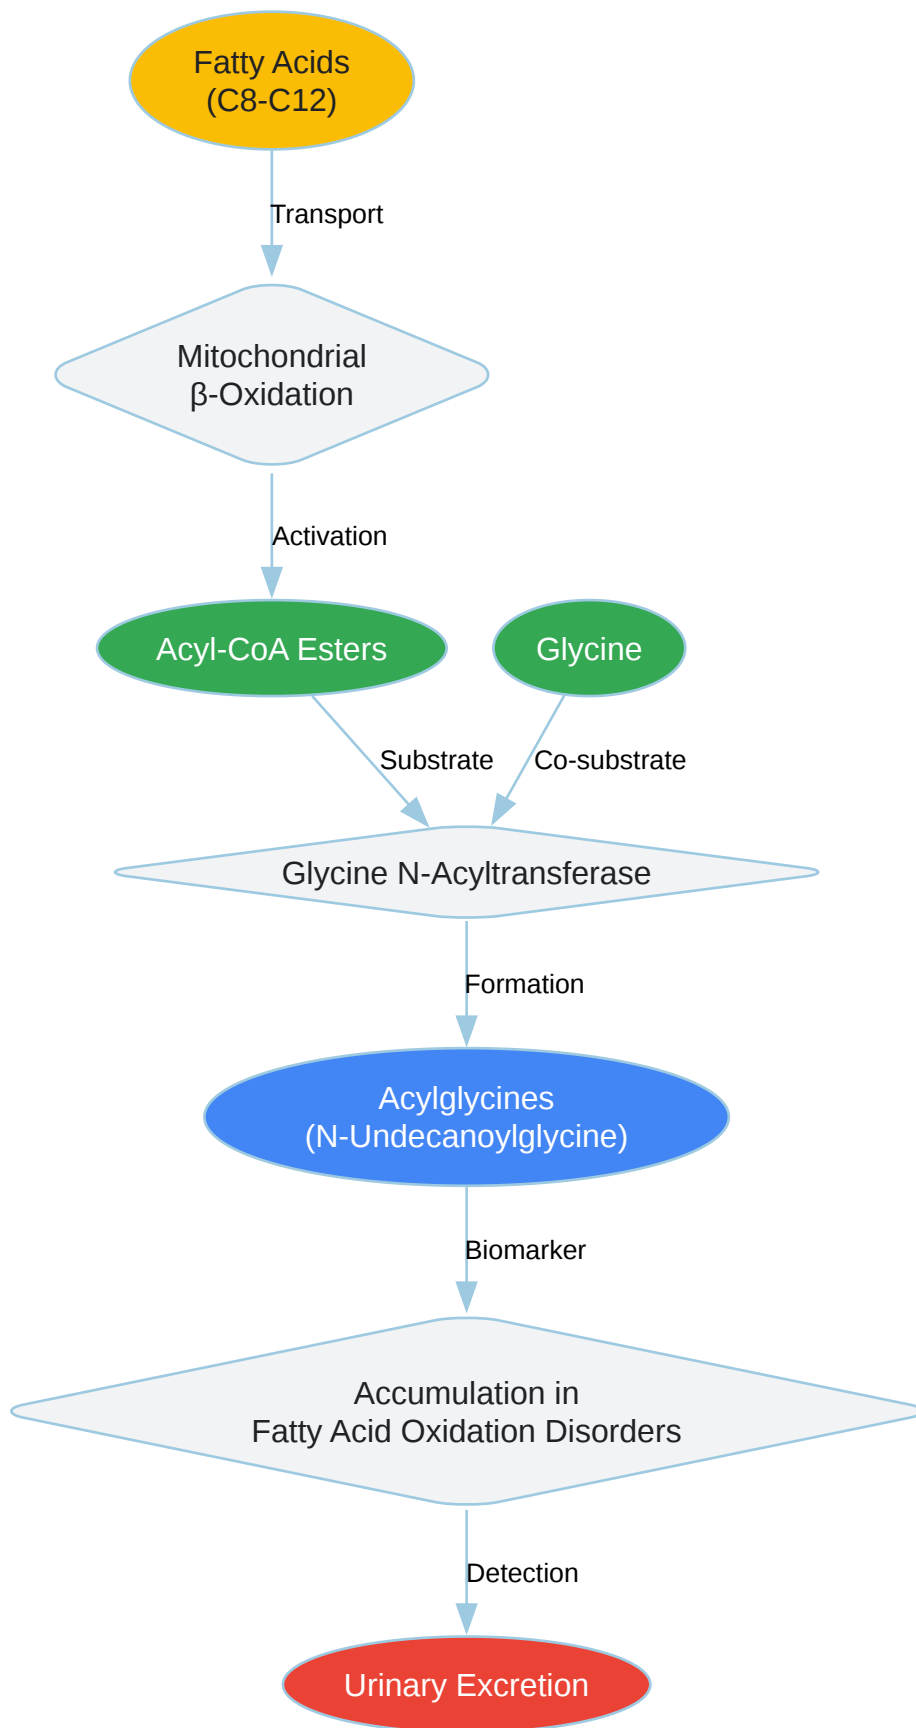 Fatty Acids
(C8-C12)
Transport
Mitochondrial
β-Oxidation
Activation
Acyl-CoA Esters
Glycine
Substrate
Co-substrate
Glycine N-Acyltransferase
Formation
Acylglycines
(N-Undecanoylglycine)
Biomarker
Accumulation in
Fatty Acid Oxidation Disorders
Detection
Urinary Excretion